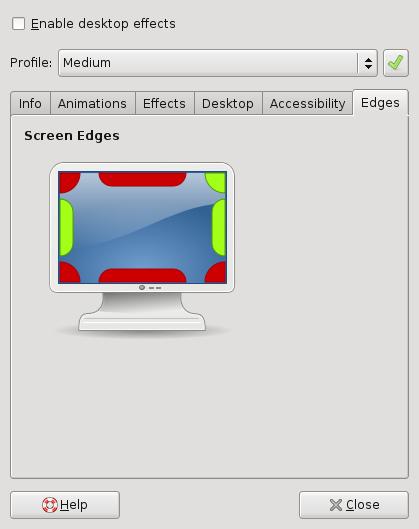 Enable desktop effects
Profile: Medium
Info Animations Effects Desktop Accessibility Edges
Screen Edges
Help Close